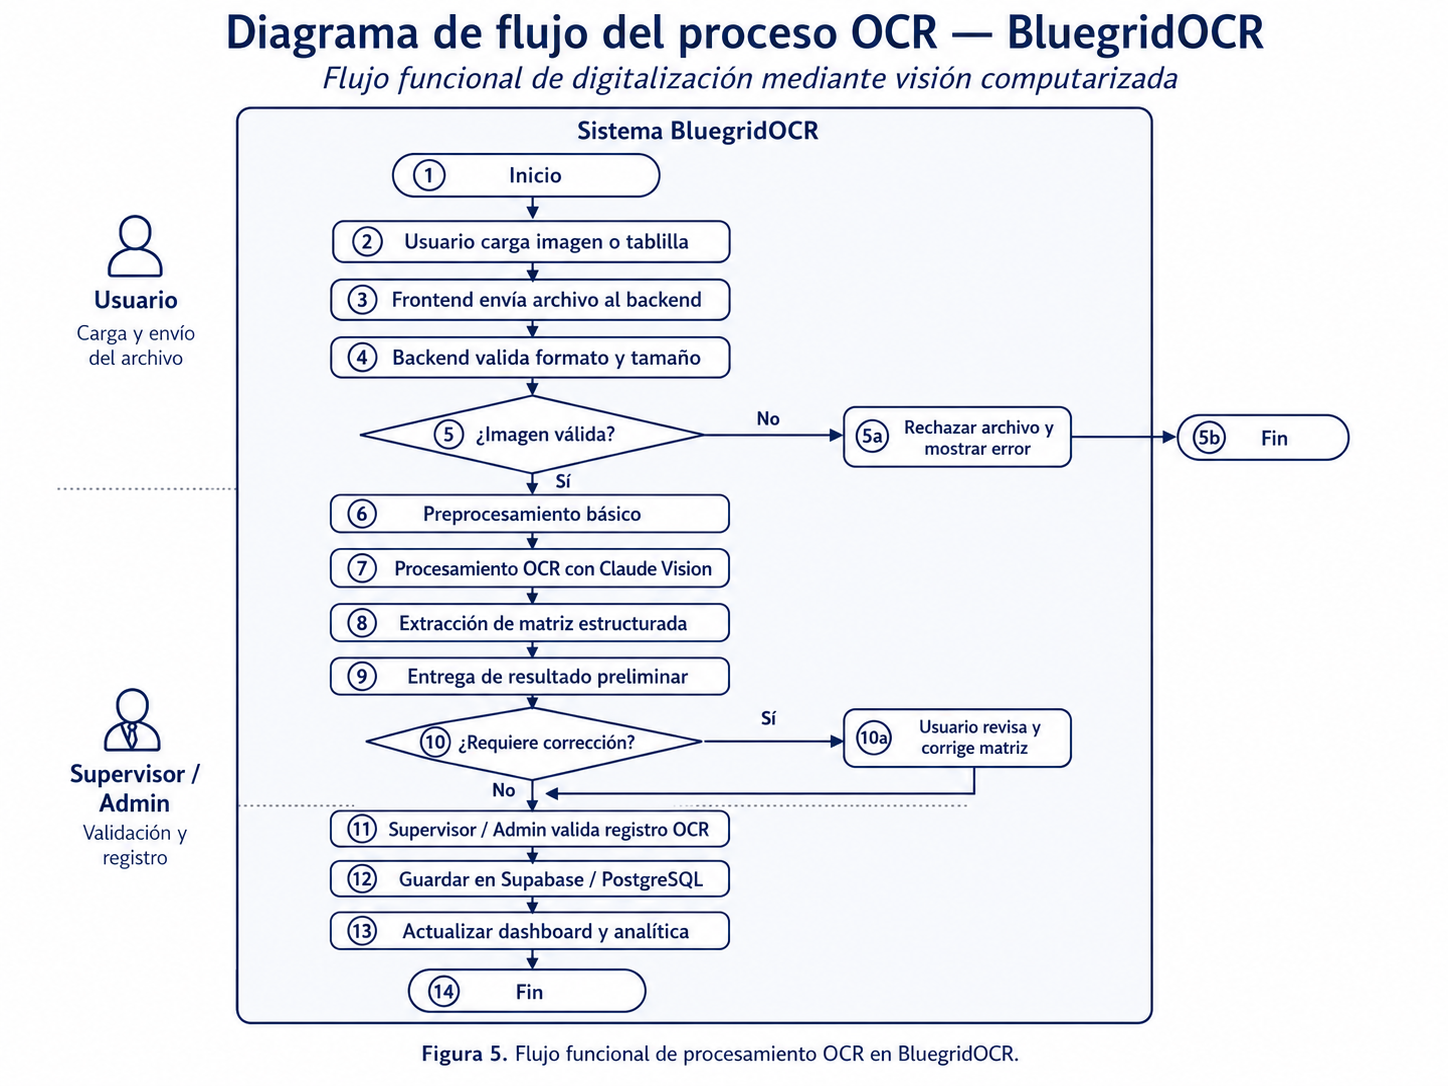 Diagrama de flujo del proceso OCR — BluegridOCR
Flujo funcional de digitalización mediante visión computarizada
Sistema BluegridOCR
1 Inicio
2 Usuario carga imagen o tablilla
3 Frontend envía archivo al backend
4 Backend valida formato y tamaño
Usuario
Carga y envío
del archivo
5 ¿Imagen válida?
No
5a Rechazar archivo y
mostrar error
5b Fin
Sí
6 Preprocesamiento básico
7 Procesamiento OCR con Claude Vision
8 Extracción de matriz estructurada
9 Entrega de resultado preliminar
10 ¿Requiere corrección?
Sí
10a Usuario revisa y
corrige matriz
No
Supervisor /
Admin
Validación y
registro
11 Supervisor / Admin valida registro OCR
12 Guardar en Supabase / PostgreSQL
13 Actualizar dashboard y analítica
14 Fin
Figura 5. Flujo funcional de procesamiento OCR en BluegridOCR.